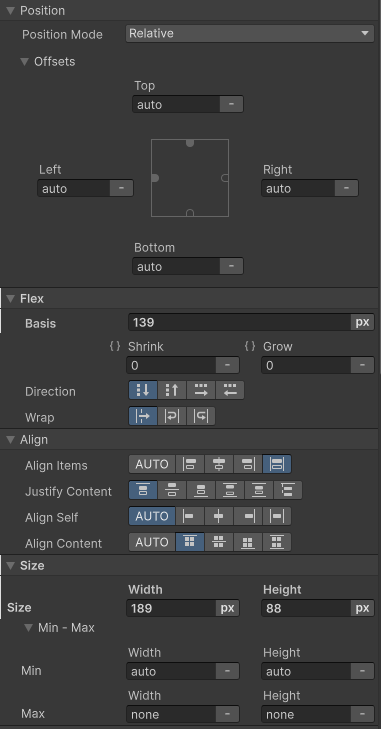 Position
Position Mode Relative
Offsets
Top
auto -
Left Right
auto - auto -
Bottom
auto -
Flex
Basis 139 px
{ } Shrink { } Grow
0 - 0 -
Direction
Wrap
Align
Align Items AUTO
Justify Content
Align Self AUTO
Align Content AUTO
Size
Width Height
Size 189 px 88 px
Min - Max
Width Height
Min auto - auto -
Width Height
Max none - none -